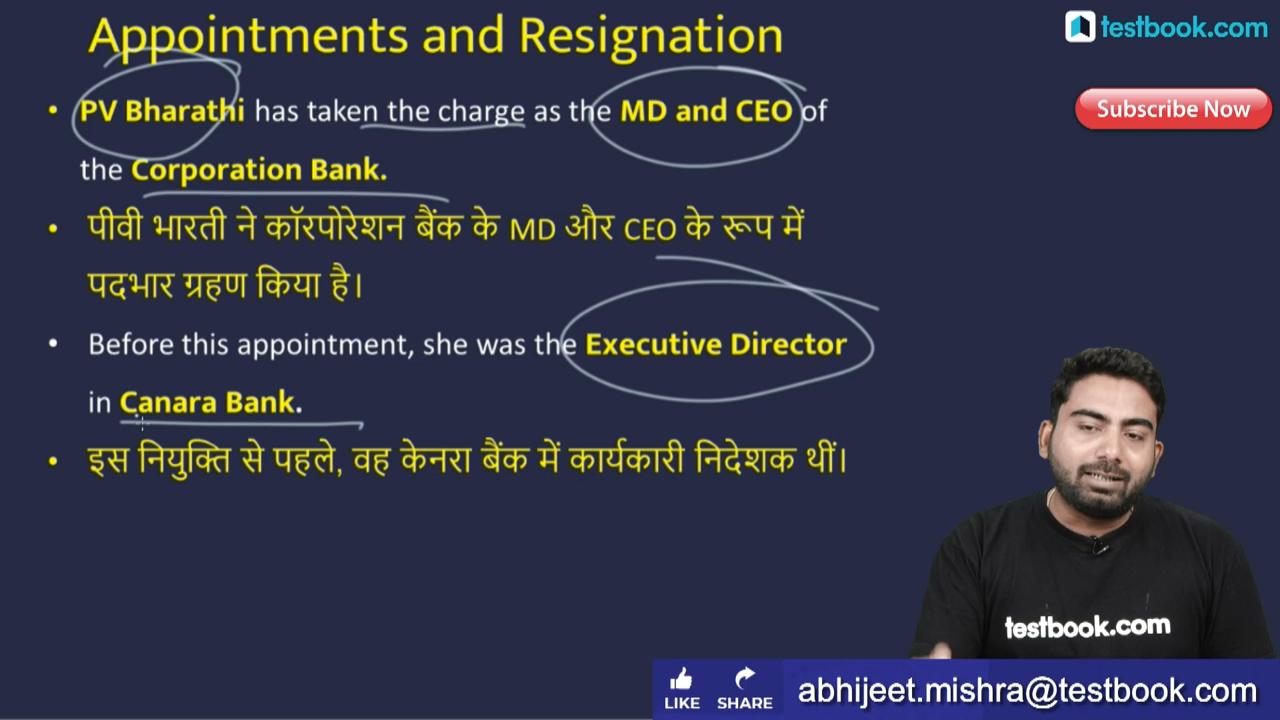 Appointments and Resignation
testbook.com
Subscribe Now
• PV Bharathi has taken the charge as the MD and CEO of
the Corporation Bank.
• पीवी भारती ने कॉरपोरेशन बैंक के MD और CEO के रूप में
पदभार ग्रहण किया है।
• Before this appointment, she was the Executive Director
in Canara Bank.
• इस नियुक्ति से पहले, वह केनरा बैंक में कार्यकारी निदेशक थीं।
testbook.com
LIKE SHARE
abhijeet.mishra@testbook.com